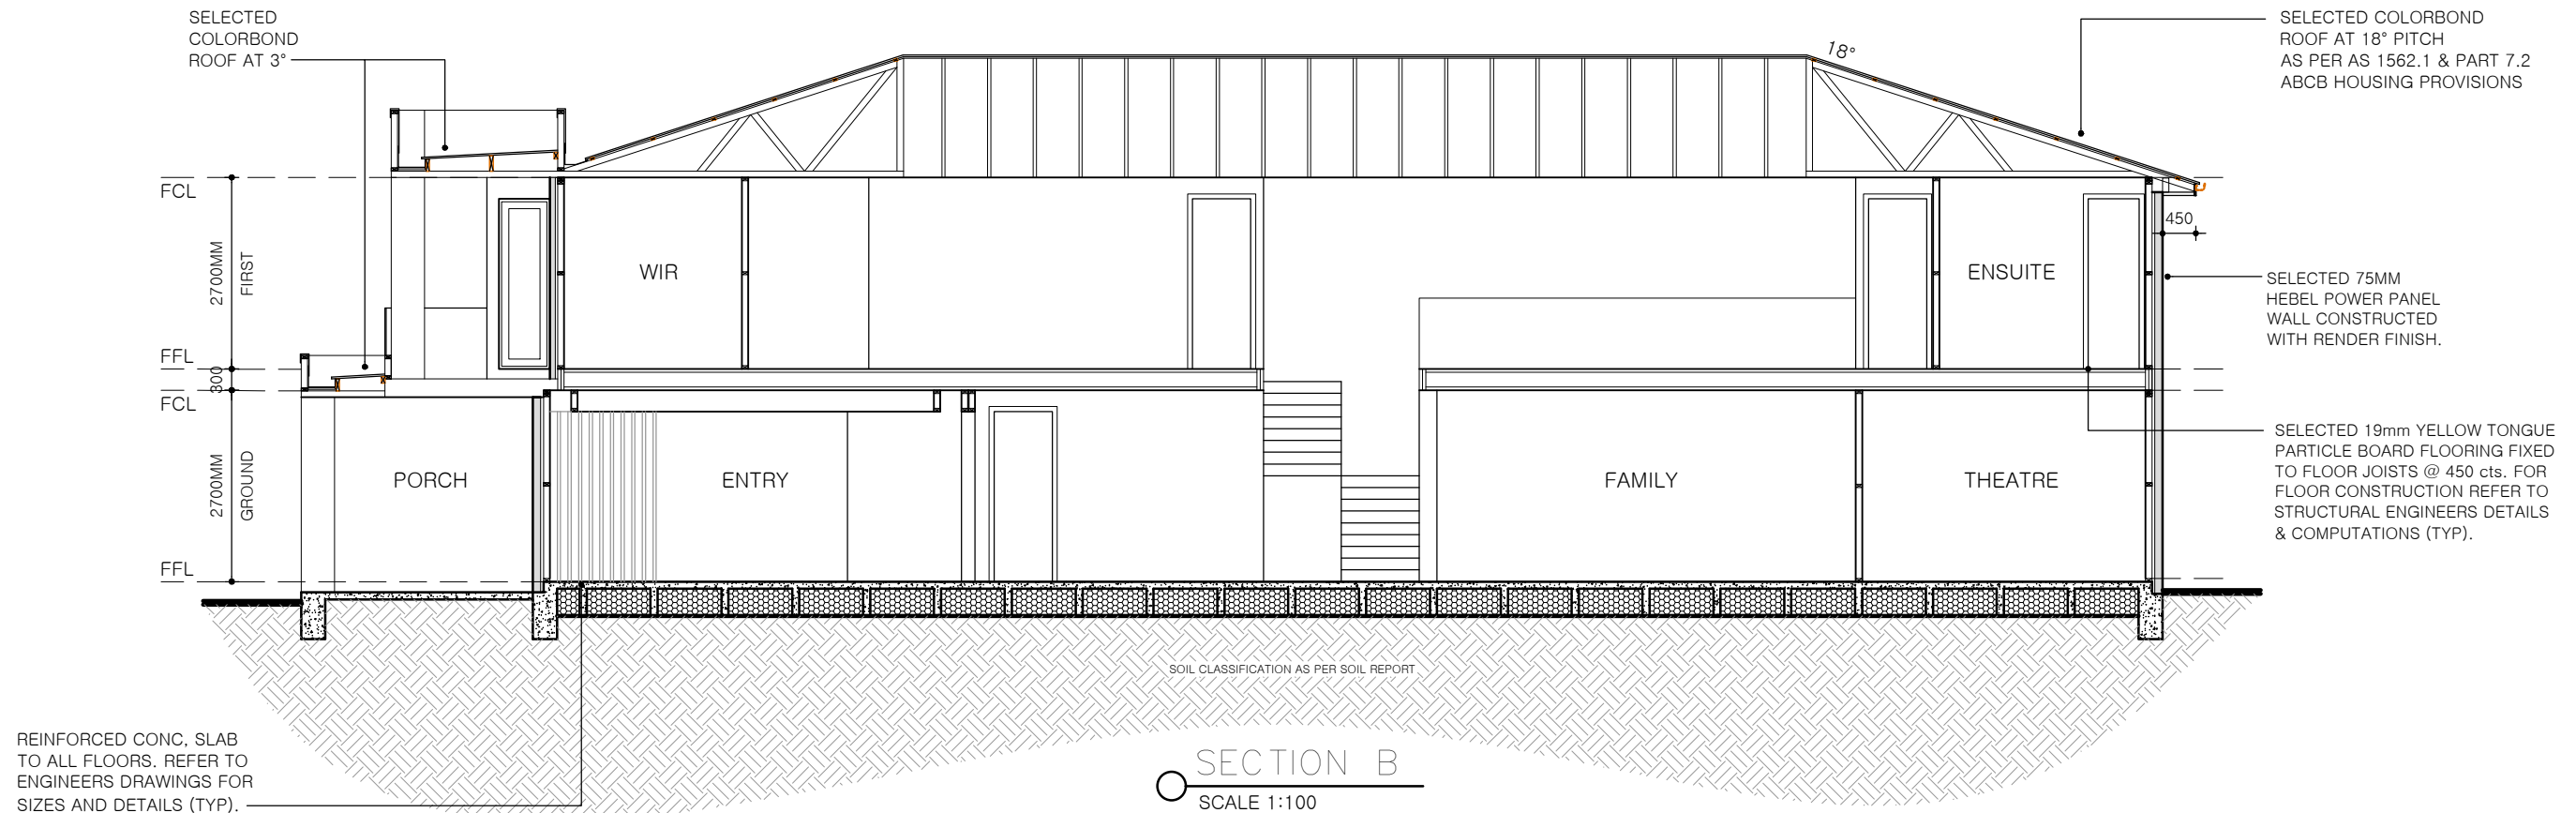 SELECTED
COLORBOND
ROOF AT 3°
18°
SELECTED COLORBOND
ROOF AT 18° PITCH
AS PER AS 1562.1 & PART 7.2
ABCB HOUSING PROVISIONS
FCL
2700MM
FIRST
WIR
ENSUITE
450
SELECTED 75MM
HEBEL POWER PANEL
WALL CONSTRUCTED
WITH RENDER FINISH.
FFL
300
FCL
2700MM
GROUND
PORCH
ENTRY
FAMILY
THEATRE
SELECTED 19mm YELLOW TONGUE
PARTICLE BOARD FLOORING FIXED
TO FLOOR JOISTS @ 450 cts. FOR
FLOOR CONSTRUCTION REFER TO
STRUCTURAL ENGINEERS DETAILS
& COMPUTATIONS (TYP).
FFL
SOIL CLASSIFICATION AS PER SOIL REPORT
REINFORCED CONC, SLAB
TO ALL FLOORS. REFER TO
ENGINEERS DRAWINGS FOR
SIZES AND DETAILS (TYP).
SECTION B
SCALE 1:100